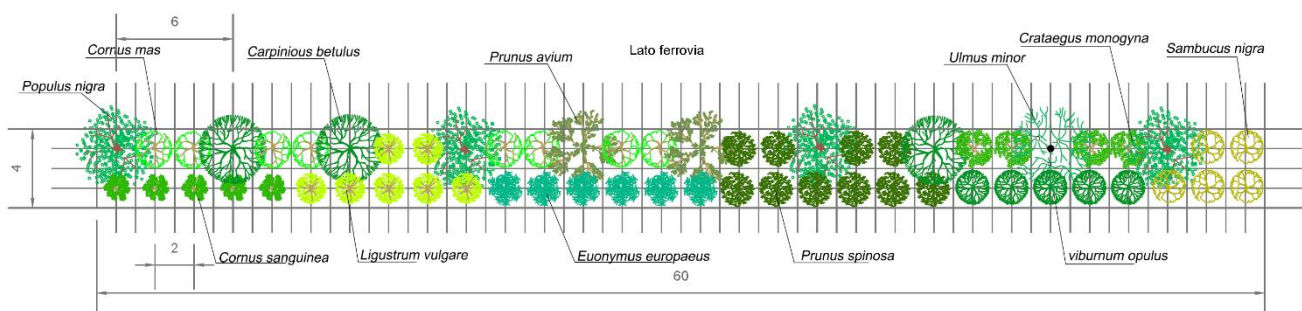 6
Cornus mas
Carpinious betulus
Prunus avium
Lato ferrovia
Crataegus monogyna
Sambucus nigra
Ulmus minor
Populus nigra
4
2
Cornus sanguinea
Ligustrum vulgare
Euonymus europaeus
Prunus spinosa
viburnum opulus
60